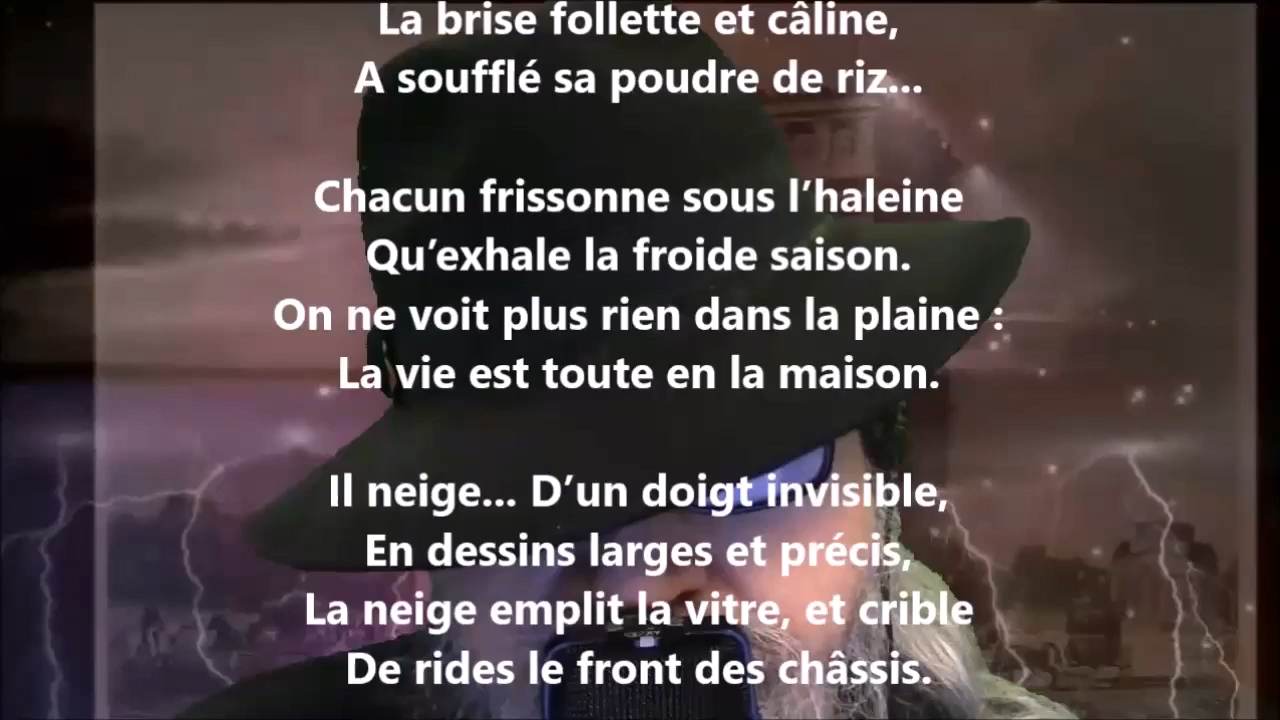 La brise follette et câline,
A soufflé sa poudre de riz...
Chacun frissonne sous l’haleine
Qu’exhale la froide saison.
On ne voit plus rien dans la plaine :
La vie est toute en la maison.
Il neige... D’un doigt invisible,
En dessins larges et précis,
La neige emplit la vitre, et crible
De rides le front des châssis.